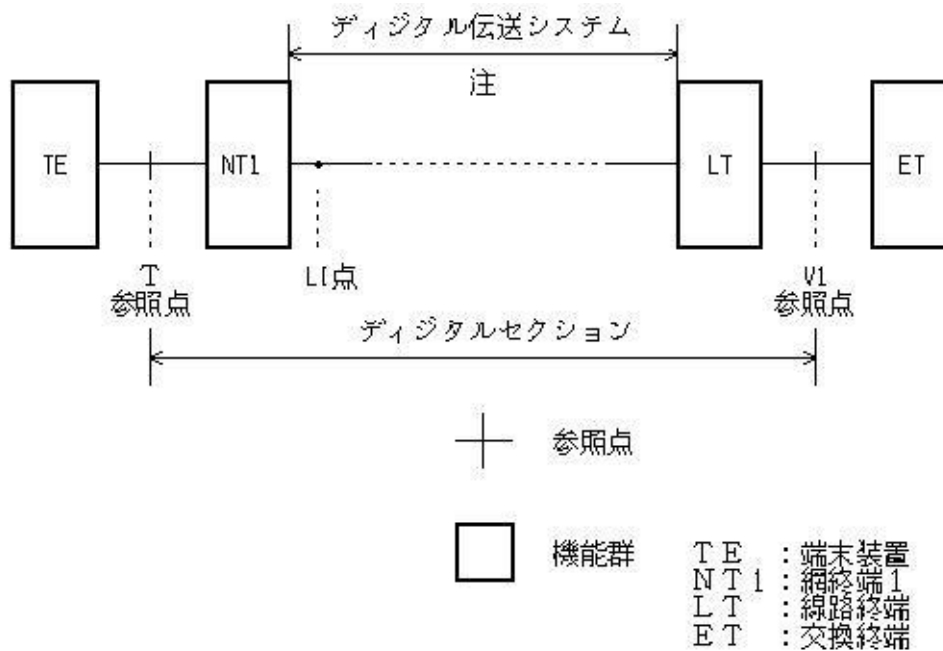 ディジタル伝送システム
注
TE
NT1
LT
ET
T
参照点
LI点
V1
参照点
ディジタルセクション
参照点
機能群
TE :端末装置
NT1:網終端1
LT :線路終端
ET :交換終端